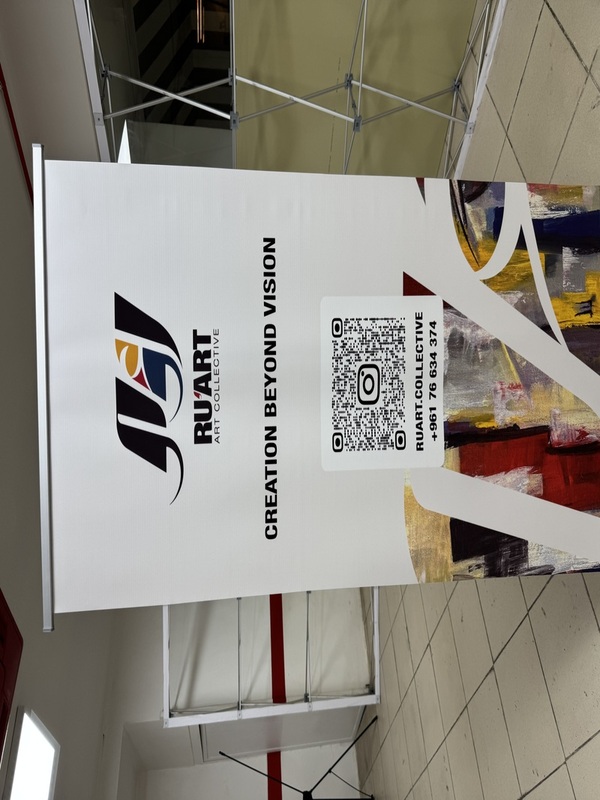 RU'ART
ART COLLECTIVE
CREATION BEYOND VISION
RUART.COLLECTIVE
+961 76 634 374